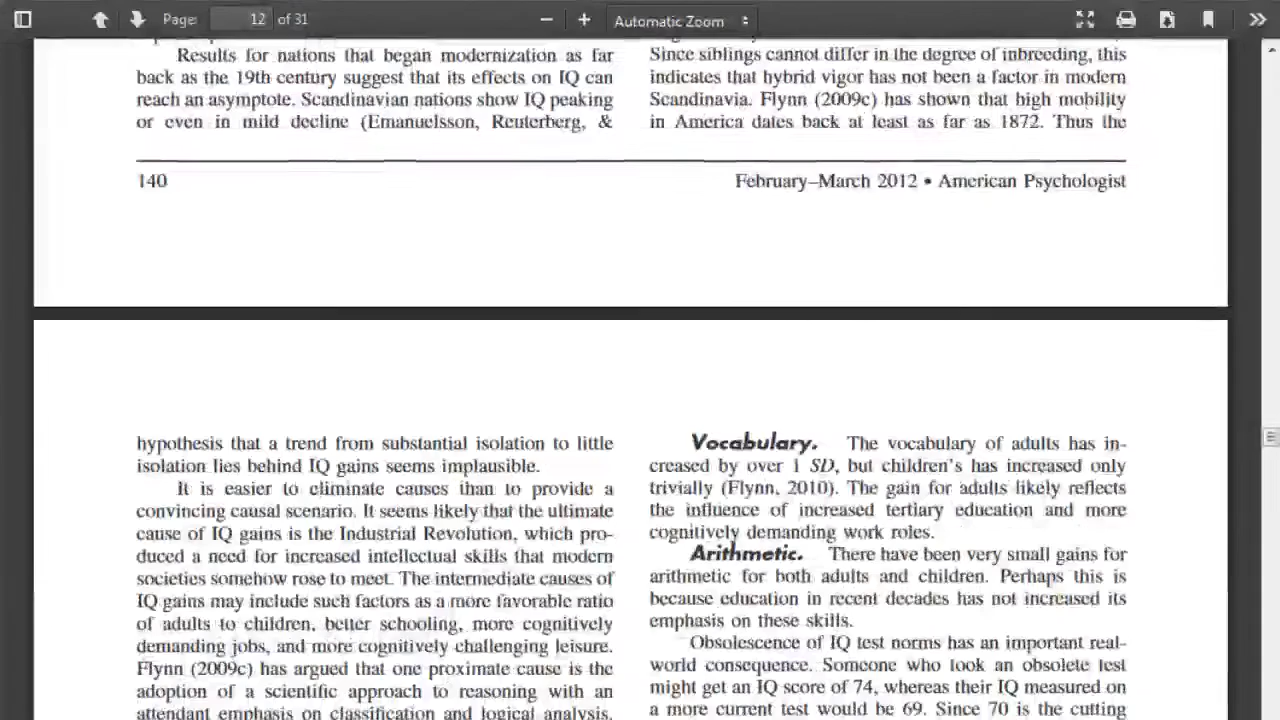 Page: 12 of 31
Automatic Zoom
Results for nations that began modernization as far
back as the 19th century suggest that its effects on IQ can
reach an asymptote. Scandinavian nations show IQ peaking
or even in mild decline (Emanuelsson, Reuterberg, &
Since siblings cannot differ in the degree of inbreeding, this
indicates that hybrid vigor has not been a factor in modern
Scandinavia. Flynn (2009c) has shown that high mobility
in America dates back at least as far as 1872. Thus the
140
February–March 2012 • American Psychologist
hypothesis that a trend from substantial isolation to little
isolation lies behind IQ gains seems implausible.
It is easier to eliminate causes than to provide a
convincing causal scenario. It seems likely that the ultimate
cause of IQ gains is the Industrial Revolution, which pro-
duced a need for increased intellectual skills that modern
societies somehow rose to meet. The intermediate causes of
IQ gains may include such factors as a more favorable ratio
of adults to children, better schooling, more cognitively
demanding jobs, and more cognitively challenging leisure.
Flynn (2009c) has argued that one proximate cause is the
adoption of a scientific approach to reasoning with an
attendant emphasis on classification and logical analysis.
Vocabulary. The vocabulary of adults has in-
creased by over 1 SD, but children's has increased only
trivially (Flynn, 2010). The gain for adults likely reflects
the influence of increased tertiary education and more
cognitively demanding work roles.
Arithmetic. There have been very small gains for
arithmetic for both adults and children. Perhaps this is
because education in recent decades has not increased its
emphasis on these skills.
Obsolescence of IQ test norms has an important real-
world consequence. Someone who took an obsolete test
might get an IQ score of 74, whereas their IQ measured on
a more current test would be 69. Since 70 is the cutting